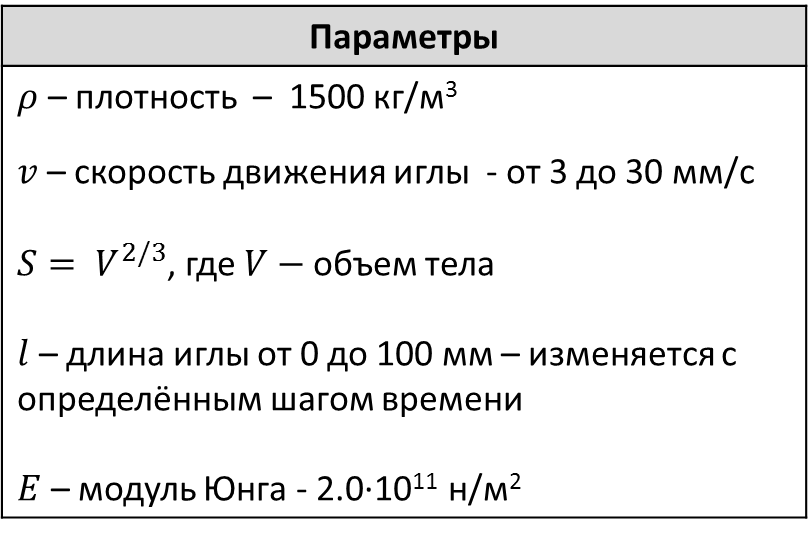 Параметры
ρ – плотность – 1500 кг/м³
v – скорость движения иглы - от 3 до 30 мм/с
S = V^{2/3}, где V − объем тела
l – длина иглы от 0 до 100 мм – изменяется с
определённым шагом времени
E – модуль Юнга - 2.0·10¹¹ н/м²